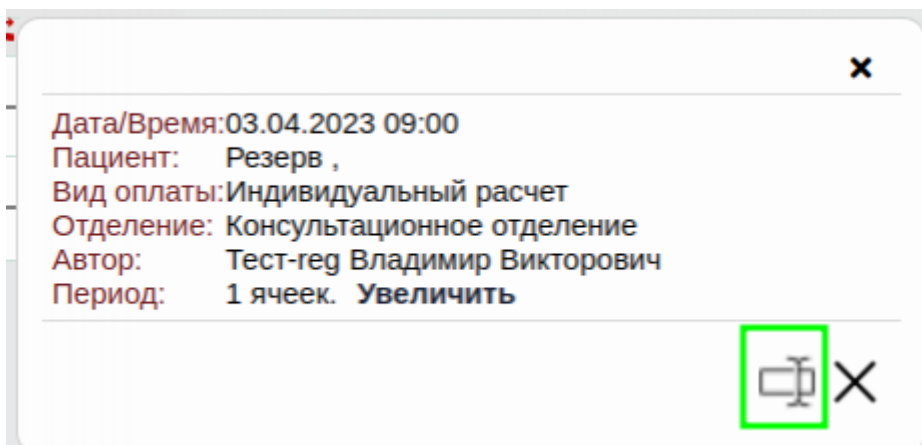 Дата/Время:03.04.2023 09:00
Пациент: Резерв ,
Вид оплаты:Индивидуальный расчет
Отделение: Консультационное отделение
Автор: Тест-reg Владимир Викторович
Период: 1 ячеек. Увеличить